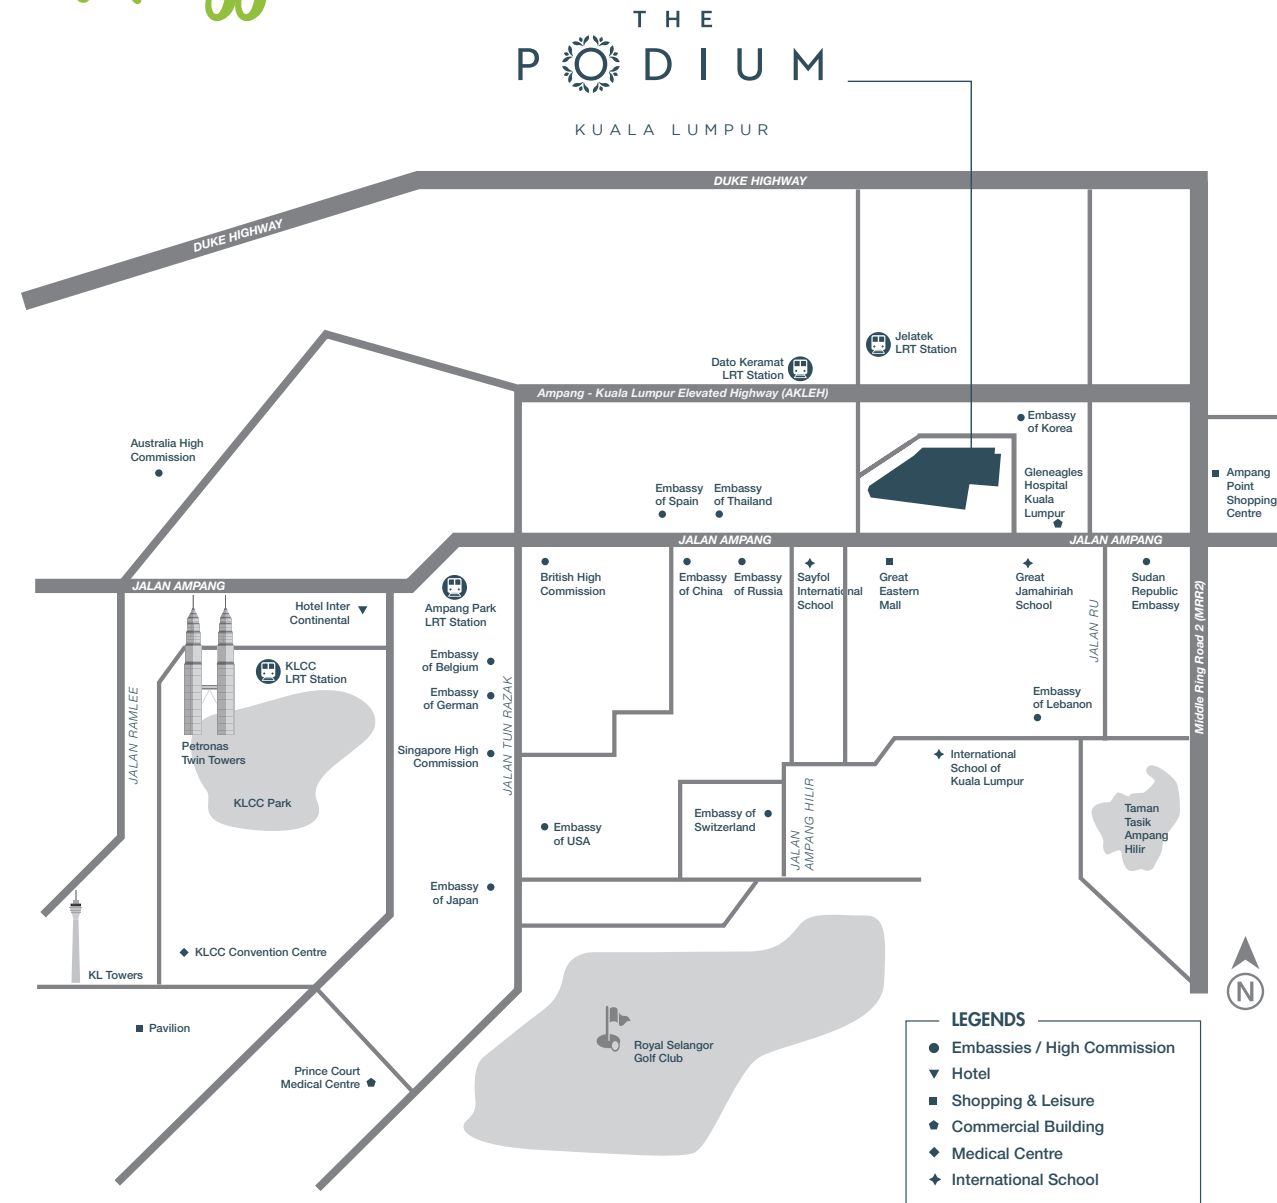 THE
PODIUM
KUALA LUMPUR
DUKE HIGHWAY
DUKE HIGHWAY
Jelatek
LRT Station
Dato Keramat
LRT Station
Ampang - Kuala Lumpur Elevated Highway (AKLEH)
Embassy
of Korea
Australia High
Commission
Gleneagles
Hospital
Kuala
Lumpur
Ampang
Point
Shopping
Centre
Embassy
of Spain
Embassy
of Thailand
JALAN AMPANG
JALAN AMPANG
JALAN AMPANG
British High
Commission
Embassy
of China
Embassy
of Russia
Sayfol
International
School
Great
Eastern
Mall
Great
Jamahiriah
School
Sudan
Republic
Embassy
Hotel Inter
Continental
Ampang Park
LRT Station
KLCC
LRT Station
Embassy
of Belgium
Embassy
of German
Singapore High
Commission
JALAN RAMLEE
JALAN TUN RAZAK
JALAN RU
Middle Ring Road 2 (MRR2)
Embassy
of Lebanon
Petronas
Twin Towers
KLCC Park
International
School of
Kuala Lumpur
JALAN
AMPANG HILIR
Embassy of
Switzerland
Embassy
of USA
Taman
Tasik
Ampang
Hilir
Embassy
of Japan
KLCC Convention Centre
KL Towers
Pavilion
Prince Court
Medical Centre
Royal Selangor
Golf Club
N
LEGENDS
Embassies / High Commission
Hotel
Shopping & Leisure
Commercial Building
Medical Centre
International School